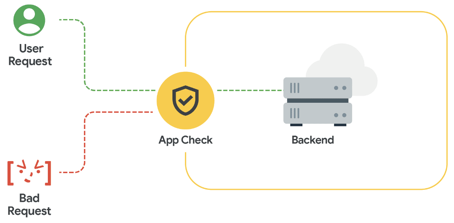 User
Request
App Check
Backend
Bad
Request